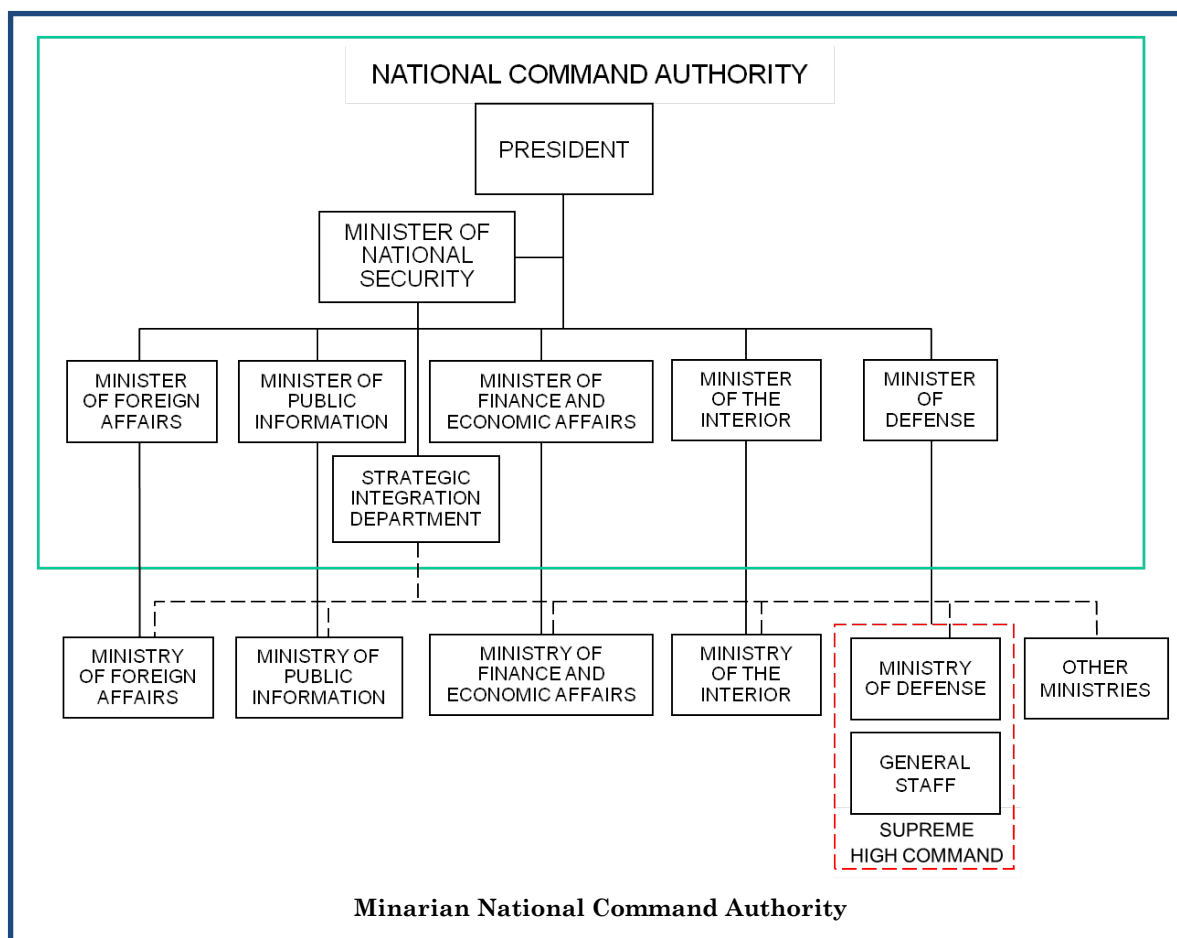 NATIONAL COMMAND AUTHORITY
PRESIDENT
MINISTER OF
NATIONAL
SECURITY
MINISTER
OF FOREIGN
AFFAIRS
MINISTER OF
PUBLIC
INFORMATION
MINISTER OF
FINANCE AND
ECONOMIC AFFAIRS
MINISTER
OF THE
INTERIOR
MINISTER
OF
DEFENSE
STRATEGIC
INTEGRATION
DEPARTMENT
MINISTRY
OF FOREIGN
AFFAIRS
MINISTRY OF
PUBLIC
INFORMATION
MINISTRY OF
FINANCE AND
ECONOMIC AFFAIRS
MINISTRY
OF THE
INTERIOR
MINISTRY
OF DEFENSE
OTHER
MINISTRIES
GENERAL
STAFF
SUPREME
HIGH COMMAND
Minarian National Command Authority